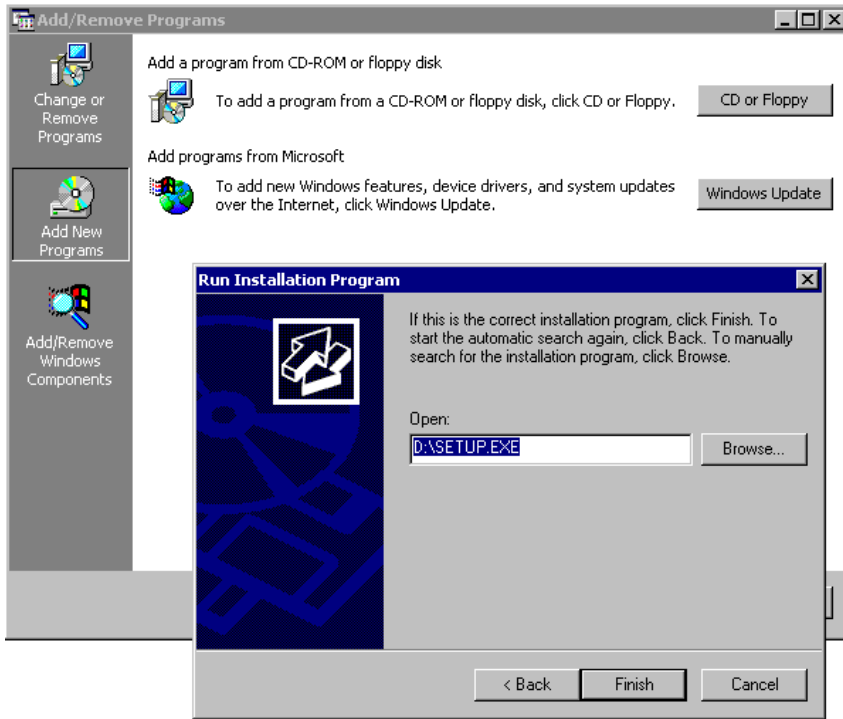 Add/Remove Programs
Change or
Remove
Programs
Add New
Programs
Add/Remove
Windows
Components
Add a program from CD-ROM or floppy disk
To add a program from a CD-ROM or floppy disk, click CD or Floppy.
CD or Floppy
Add programs from Microsoft
To add new Windows features, device drivers, and system updates
over the Internet, click Windows Update.
Windows Update
Run Installation Program
If this is the correct installation program, click Finish. To
start the automatic search again, click Back. To manually
search for the installation program, click Browse.
Open:
D:\SETUP.EXE
Browse...
< Back
Finish
Cancel